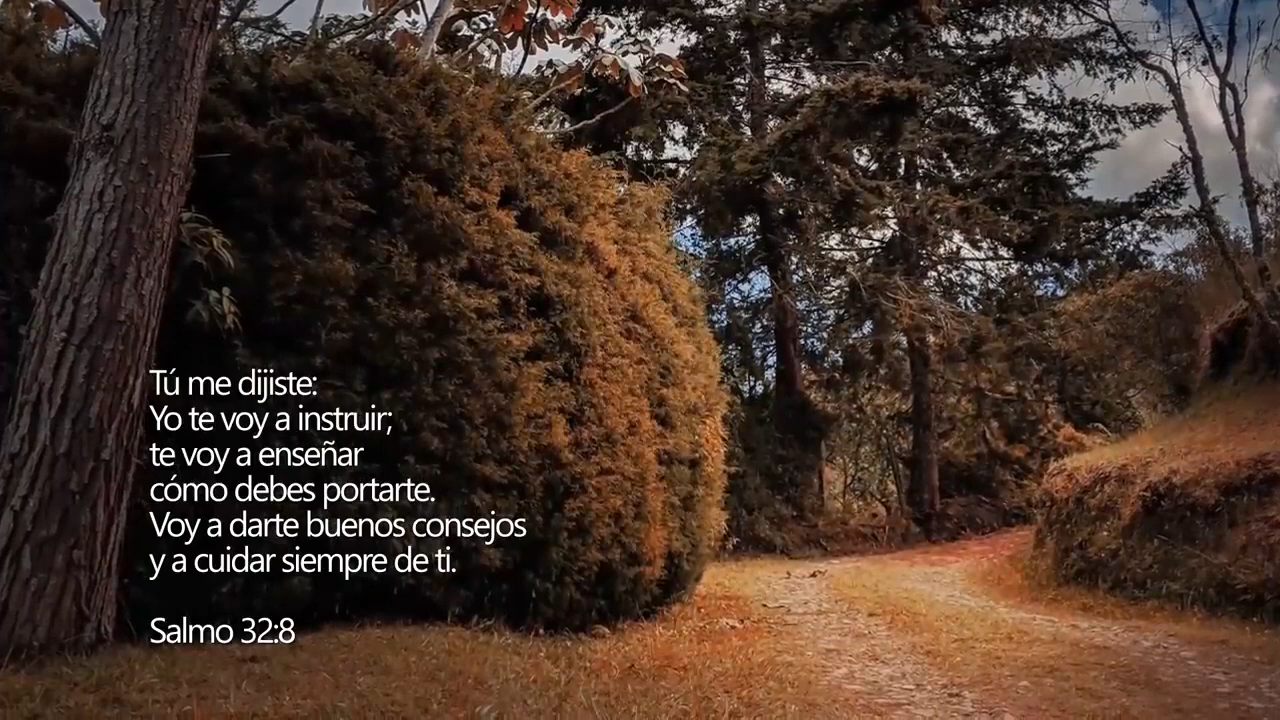 Tú me dijiste:
Yo te voy a instruir;
te voy a enseñar
cómo debes portarte.
Voy a darte buenos consejos
y a cuidar siempre de ti.
Salmo 32:8